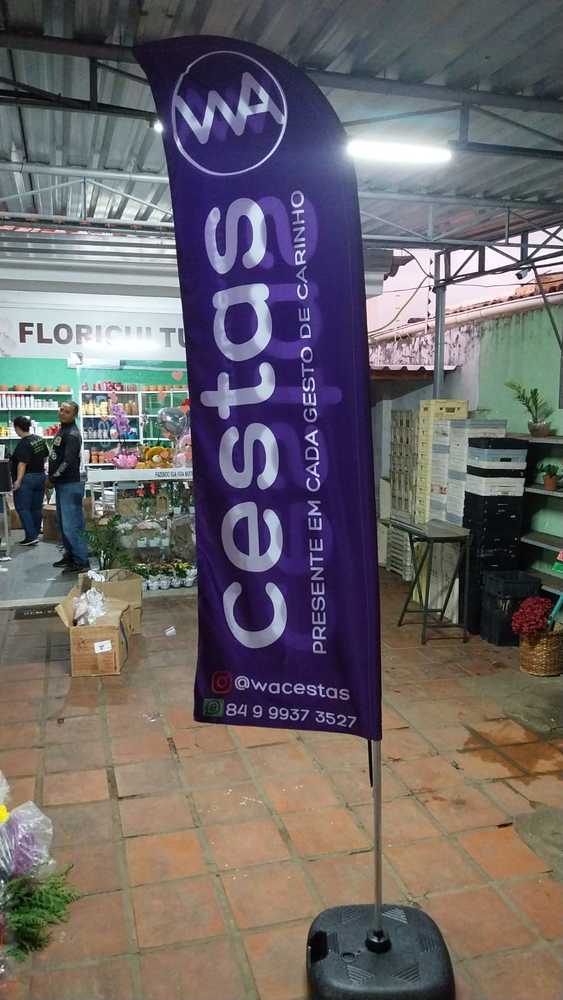 WA
cestas
PRESENTE EM CADA GESTO DE CARINHO
@wacestas
84 9 9937 3527
FLORICULTU